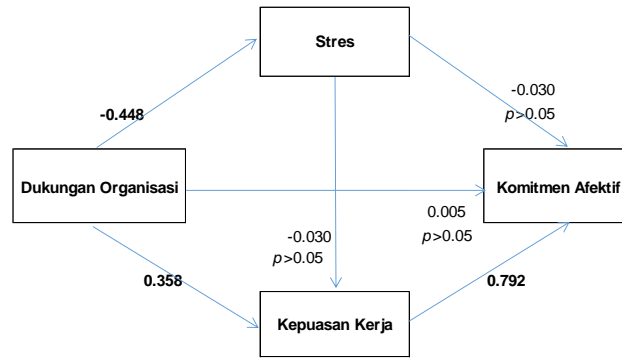 Stres
-0.030
p>0.05
-0.448
Dukungan Organisasi
Komitmen Afektif
0.005
p>0.05
-0.030
p>0.05
0.358
0.792
Kepuasan Kerja